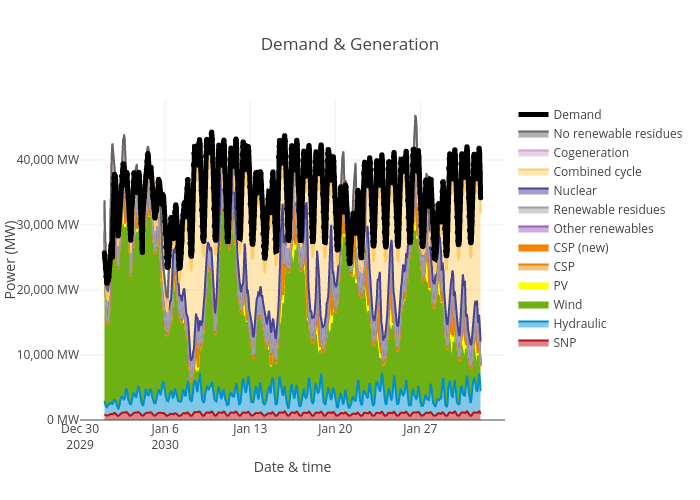 Demand & Generation
40,000 MW
30,000 MW
20,000 MW
10,000 MW
0 MW
Power (MW)
Dec 30
2029
Jan 6
2030
Jan 13
Jan 20
Jan 27
Date & time
Demand
No renewable residues
Cogeneration
Combined cycle
Nuclear
Renewable residues
Other renewables
CSP (new)
CSP
PV
Wind
Hydraulic
SNP